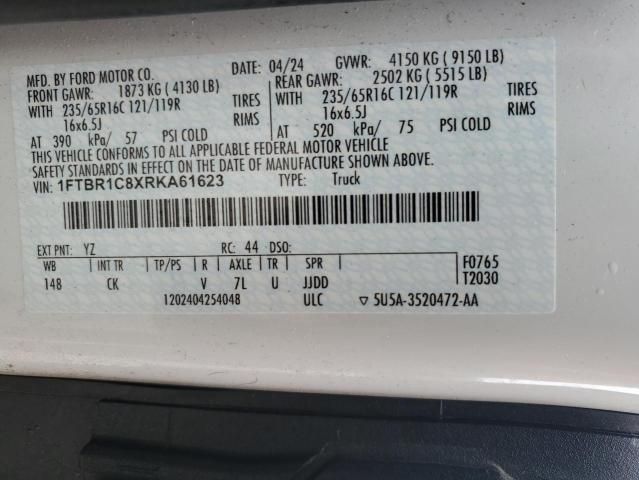 MFD. BY FORD MOTOR CO. DATE: 04/24 GVWR: 4150 KG ( 9150 LB)
FRONT GAWR: 1873 KG ( 4130 LB) REAR GAWR: 2502 KG ( 5515 LB)
WITH 235/65R16C 121/119R TIRES WITH 235/65R16C 121/119R TIRES
16x6.5J RIMS 16x6.5J RIMS
AT 390 kPa/ 57 PSI COLD AT 520 kPa/ 75 PSI COLD
THIS VEHICLE CONFORMS TO ALL APPLICABLE FEDERAL MOTOR VEHICLE
SAFETY STANDARDS IN EFFECT ON THE DATE OF MANUFACTURE SHOWN ABOVE.
VIN: 1FTBR1C8XRKA61623 TYPE: Truck
EXT PNT: YZ RC: 44 DSO: F0765
WB INT TR TP/PS R AXLE TR SPR T2030
148 CK V 7L U JJDD
1202404254048 ULC ▽ 5U5A-3520472-AA